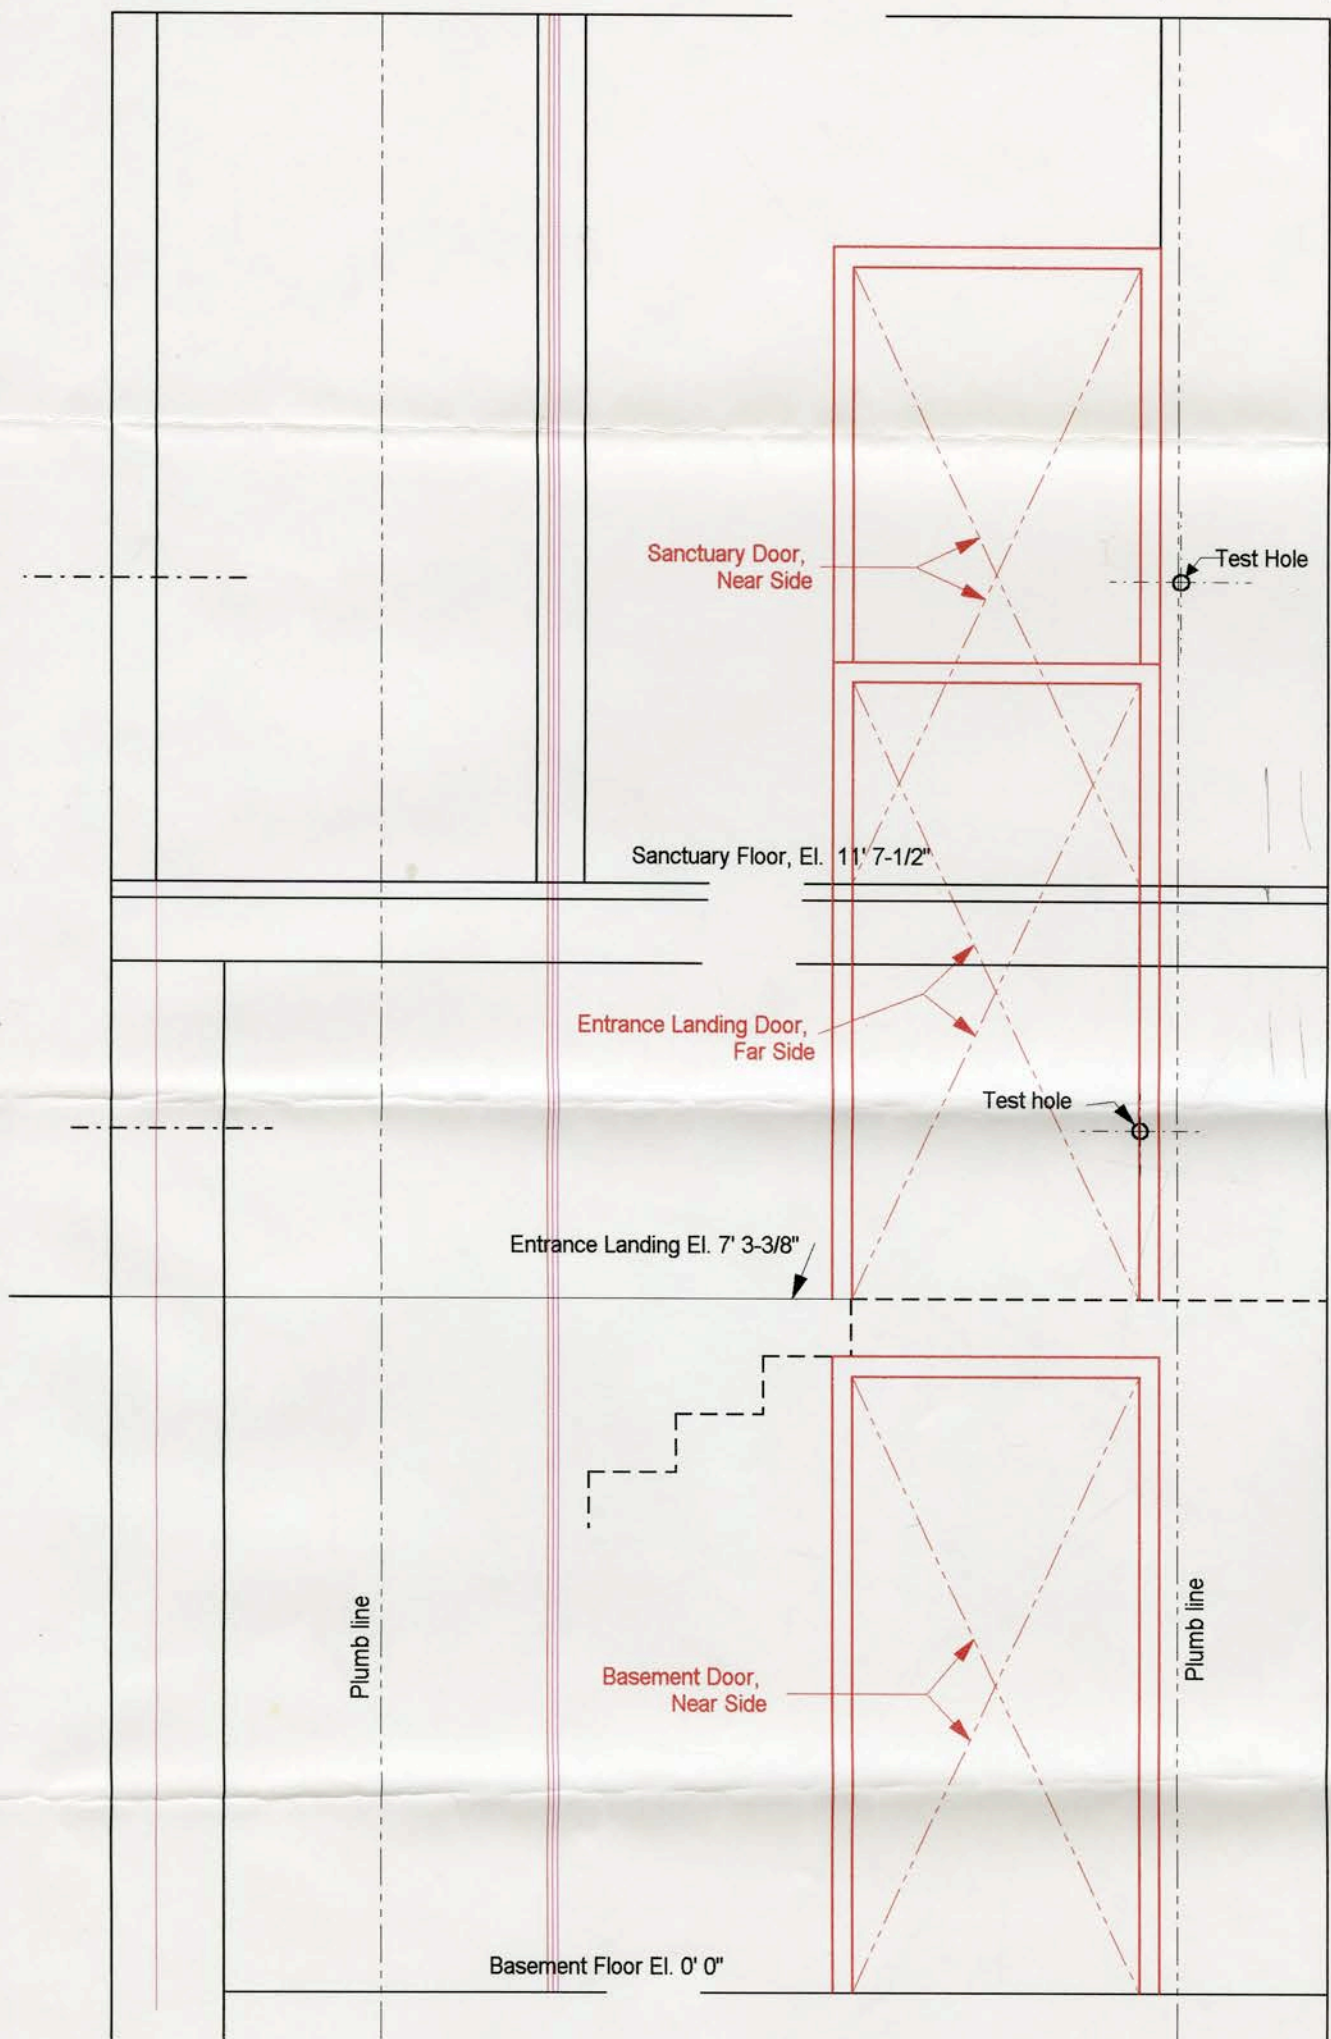 Sanctuary Door,
Near Side
Test Hole
Sanctuary Floor, El. 11' 7-1/2"
Entrance Landing Door,
Far Side
Test hole
Entrance Landing El. 7' 3-3/8"
Plumb line
Plumb line
Basement Door,
Near Side
Basement Floor El. 0' 0"